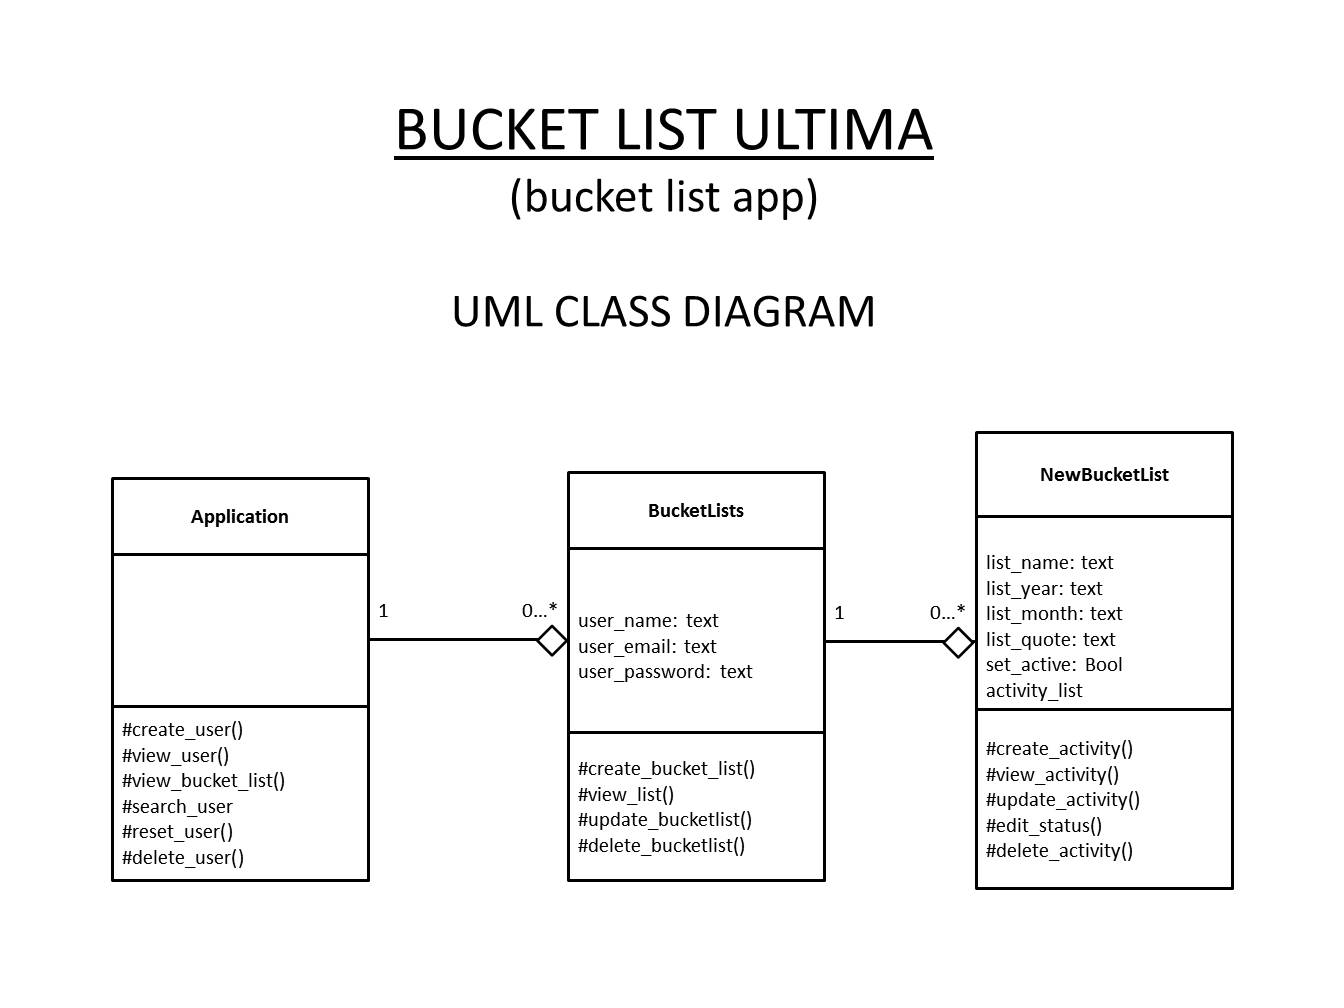 BUCKET LIST ULTIMA
(bucket list app)
UML CLASS DIAGRAM
Application
#create_user()
#view_user()
#view_bucket_list()
#search_user
#reset_user()
#delete_user()
1
0...*
BucketLists
user_name: text
user_email: text
user_password: text
#create_bucket_list()
#view_list()
#update_bucketlist()
#delete_bucketlist()
1
0...*
NewBucketList
list_name: text
list_year: text
list_month: text
list_quote: text
set_active: Bool
activity_list
#create_activity()
#view_activity()
#update_activity()
#edit_status()
#delete_activity()